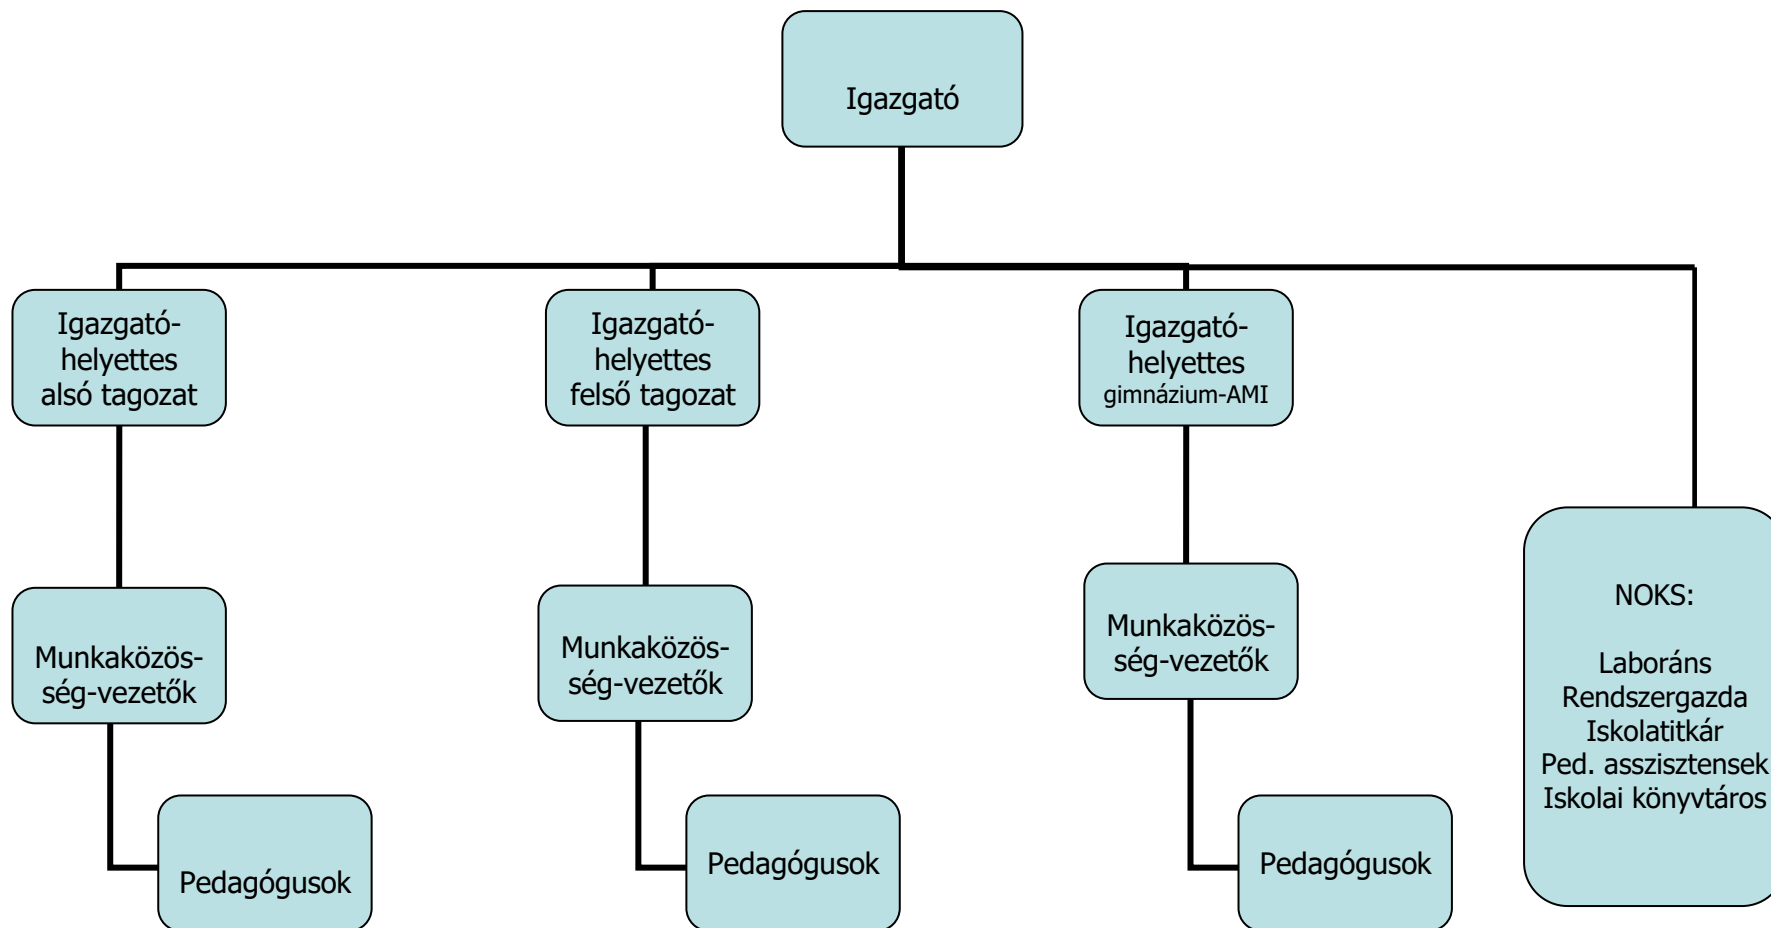 Igazgató
Igazgató-
helyettes
alsó tagozat
Igazgató-
helyettes
felső tagozat
Igazgató-
helyettes
gimnázium-AMI
Munkaközös-
ség-vezetők
Munkaközös-
ség-vezetők
Munkaközös-
ség-vezetők
NOKS:
Laboráns
Rendszergazda
Iskolatitkár
Ped. asszisztensek
Iskolai könyvtáros
Pedagógusok
Pedagógusok
Pedagógusok